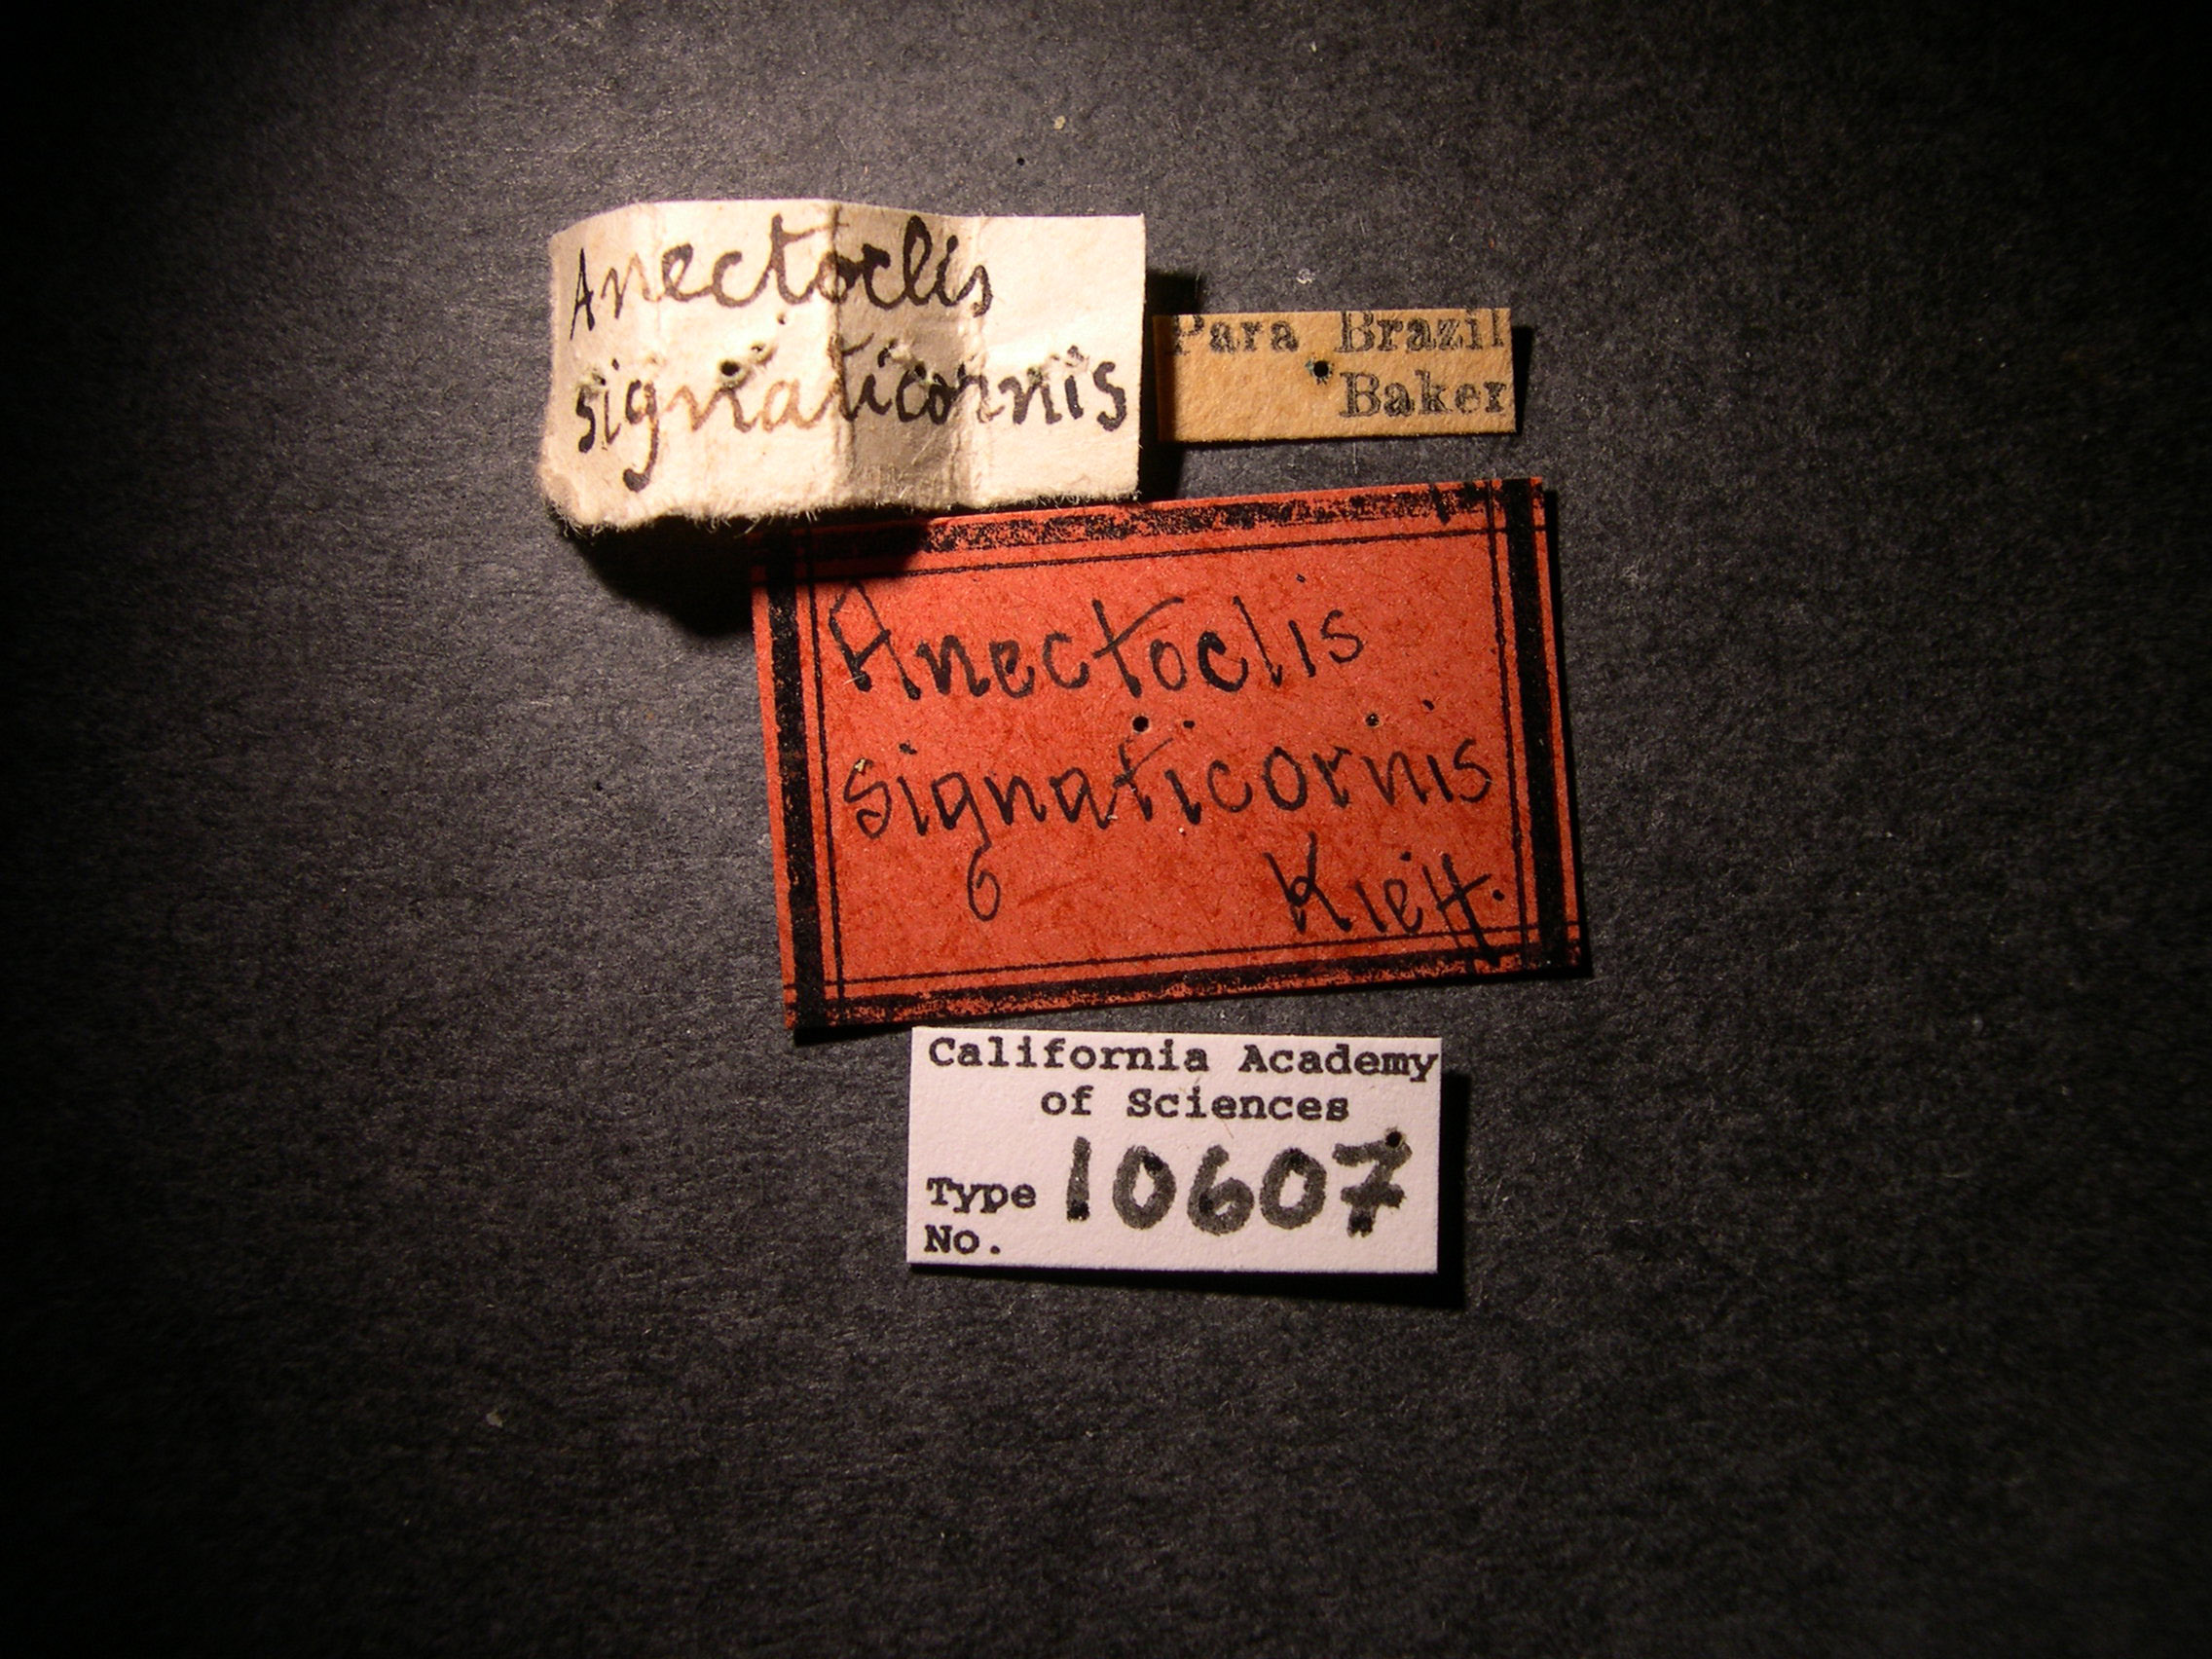 Anectoclis
signaticornis
Para Brazil
Baker
Anectoclis
signaticornis
6 Kieff.
California Academy
of Sciences
Type 10607
No.